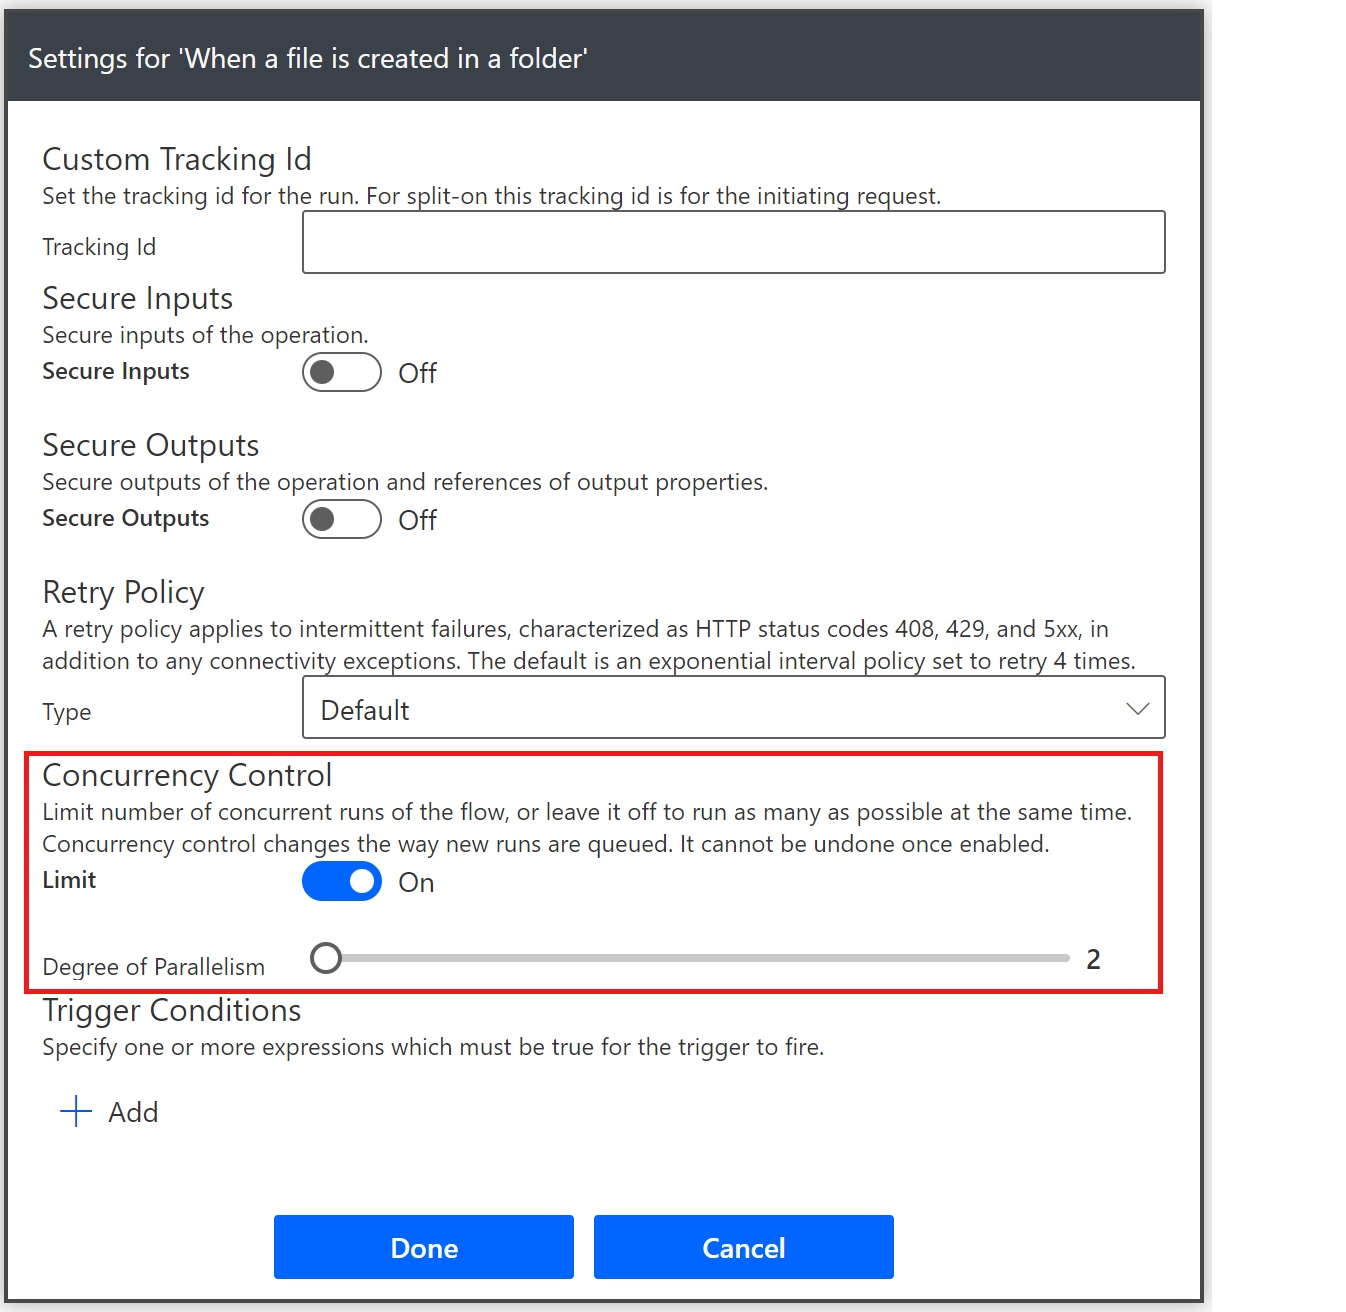 Settings for 'When a file is created in a folder'
Custom Tracking Id
Set the tracking id for the run. For split-on this tracking id is for the initiating request.
Tracking Id
Secure Inputs
Secure inputs of the operation.
Secure Inputs Off
Secure Outputs
Secure outputs of the operation and references of output properties.
Secure Outputs Off
Retry Policy
A retry policy applies to intermittent failures, characterized as HTTP status codes 408, 429, and 5xx, in
addition to any connectivity exceptions. The default is an exponential interval policy set to retry 4 times.
Type Default
Concurrency Control
Limit number of concurrent runs of the flow, or leave it off to run as many as possible at the same time.
Concurrency control changes the way new runs are queued. It cannot be undone once enabled.
Limit On
Degree of Parallelism 2
Trigger Conditions
Specify one or more expressions which must be true for the trigger to fire.
Add
Done Cancel